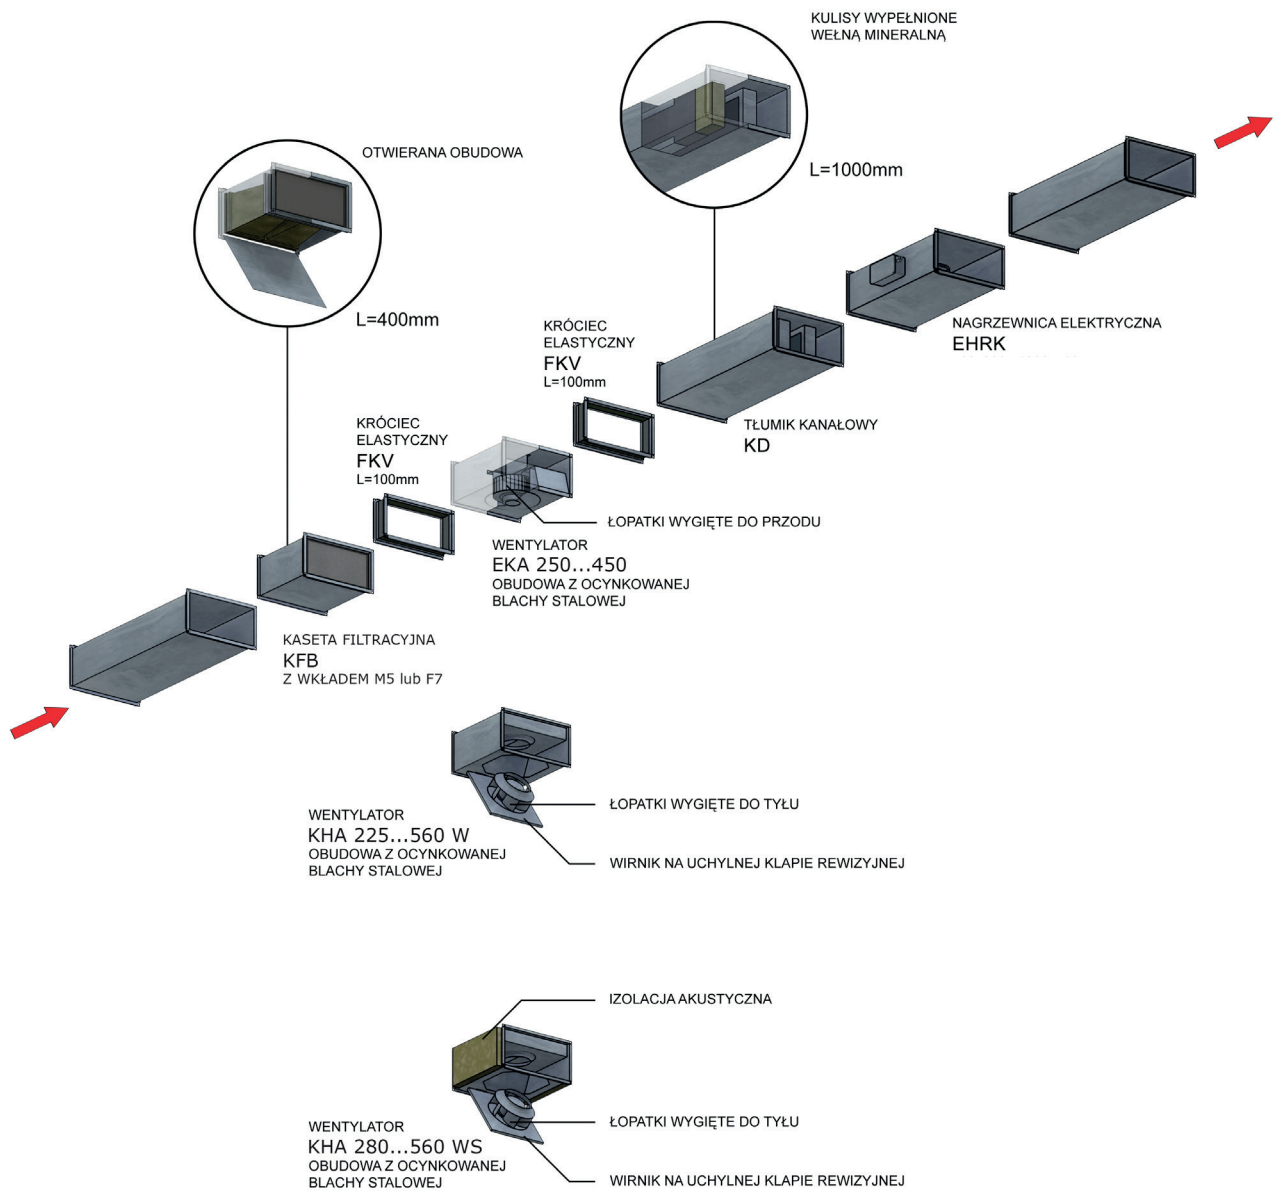 KULISY WYPEŁNIONE
WEŁNĄ MINERALNĄ
L=1000mm
OTWIERANA OBUDOWA
L=400mm
NAGRZEWNICA ELEKTRYCZNA
EHRK
KRÓCIEC
ELASTYCZNY
FKV
L=100mm
TŁUMIK KANAŁOWY
KD
KRÓCIEC
ELASTYCZNY
FKV
L=100mm
ŁOPATKI WYGIĘTE DO PRZODU
WENTYLATOR
EKA 250...450
OBUDOWA Z OCYNKOWANEJ
BLACHY STALOWEJ
KASETA FILTRACYJNA
KFB
Z WKŁADEM M5 lub F7
ŁOPATKI WYGIĘTE DO TYŁU
WENTYLATOR
KHA 225...560 W
OBUDOWA Z OCYNKOWANEJ
BLACHY STALOWEJ
WIRNIK NA UCHYLNEJ KLAPIE REWIZYJNEJ
IZOLACJA AKUSTYCZNA
ŁOPATKI WYGIĘTE DO TYŁU
WENTYLATOR
KHA 280...560 WS
OBUDOWA Z OCYNKOWANEJ
BLACHY STALOWEJ
WIRNIK NA UCHYLNEJ KLAPIE REWIZYJNEJ